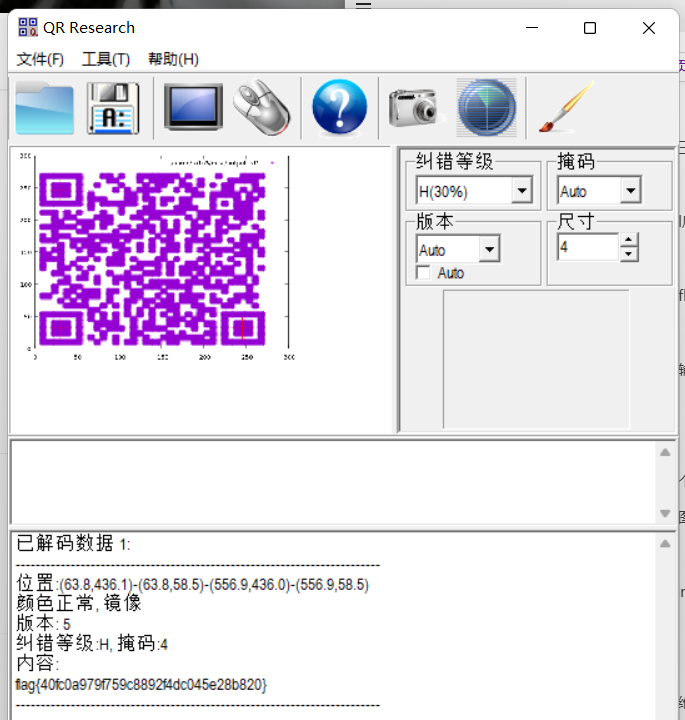 QR Research
文件(F) 工具(T) 帮助(H)
A:
?
纠错等级
掩码
H(30%)
Auto
版本
尺寸
Auto
4
Auto
300
250
200
150
100
50
0
0 50 100 150 200 250 300
已解码数据 1:
位置:(63.8,436.1)-(63.8,58.5)-(556.9,436.0)-(556.9,58.5)
颜色正常, 镜像
版本: 5
纠错等级:H, 掩码:4
内容:
flag{40fc0a979f759c8892f4dc045e28b820}